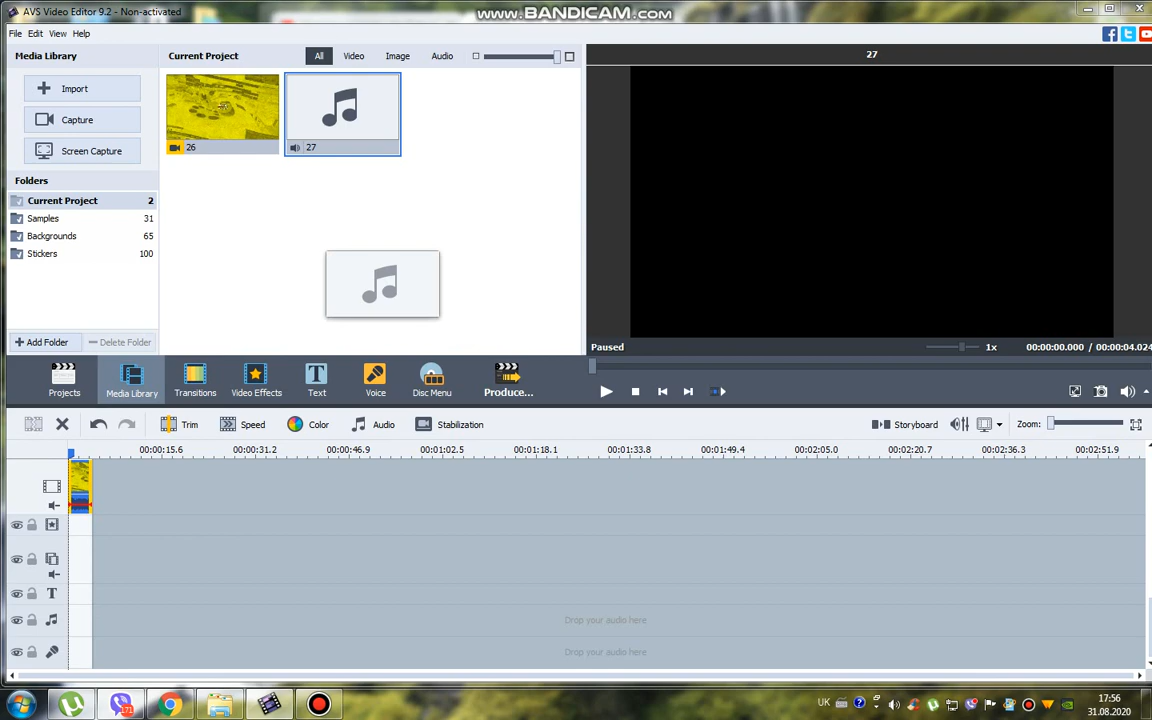 AVS Video Editor 9.2 - Non-activated
www.BANDICAM.com
File Edit View Help
Media Library
Current Project
All Video Image Audio
27
Import
Capture
Screen Capture
26
27
Folders
Current Project 2
Samples 31
Backgrounds 65
Stickers 100
Add Folder
Delete Folder
Paused
1x
00:00:00.000 / 00:00:04.024
Projects
Media Library
Transitions
Video Effects
Text
Voice
Disc Menu
Produce...
Trim
Speed
Color
Audio
Stabilization
Storyboard
Zoom:
00:00:15.6 00:00:31.2 00:00:46.9 00:01:02.5 00:01:18.1 00:01:33.8 00:01:49.4 00:02:05.0 00:02:20.7 00:02:36.3 00:02:51.9
T
Drop your audio here
Drop your audio here
171
UK
17:56
31.08.2020